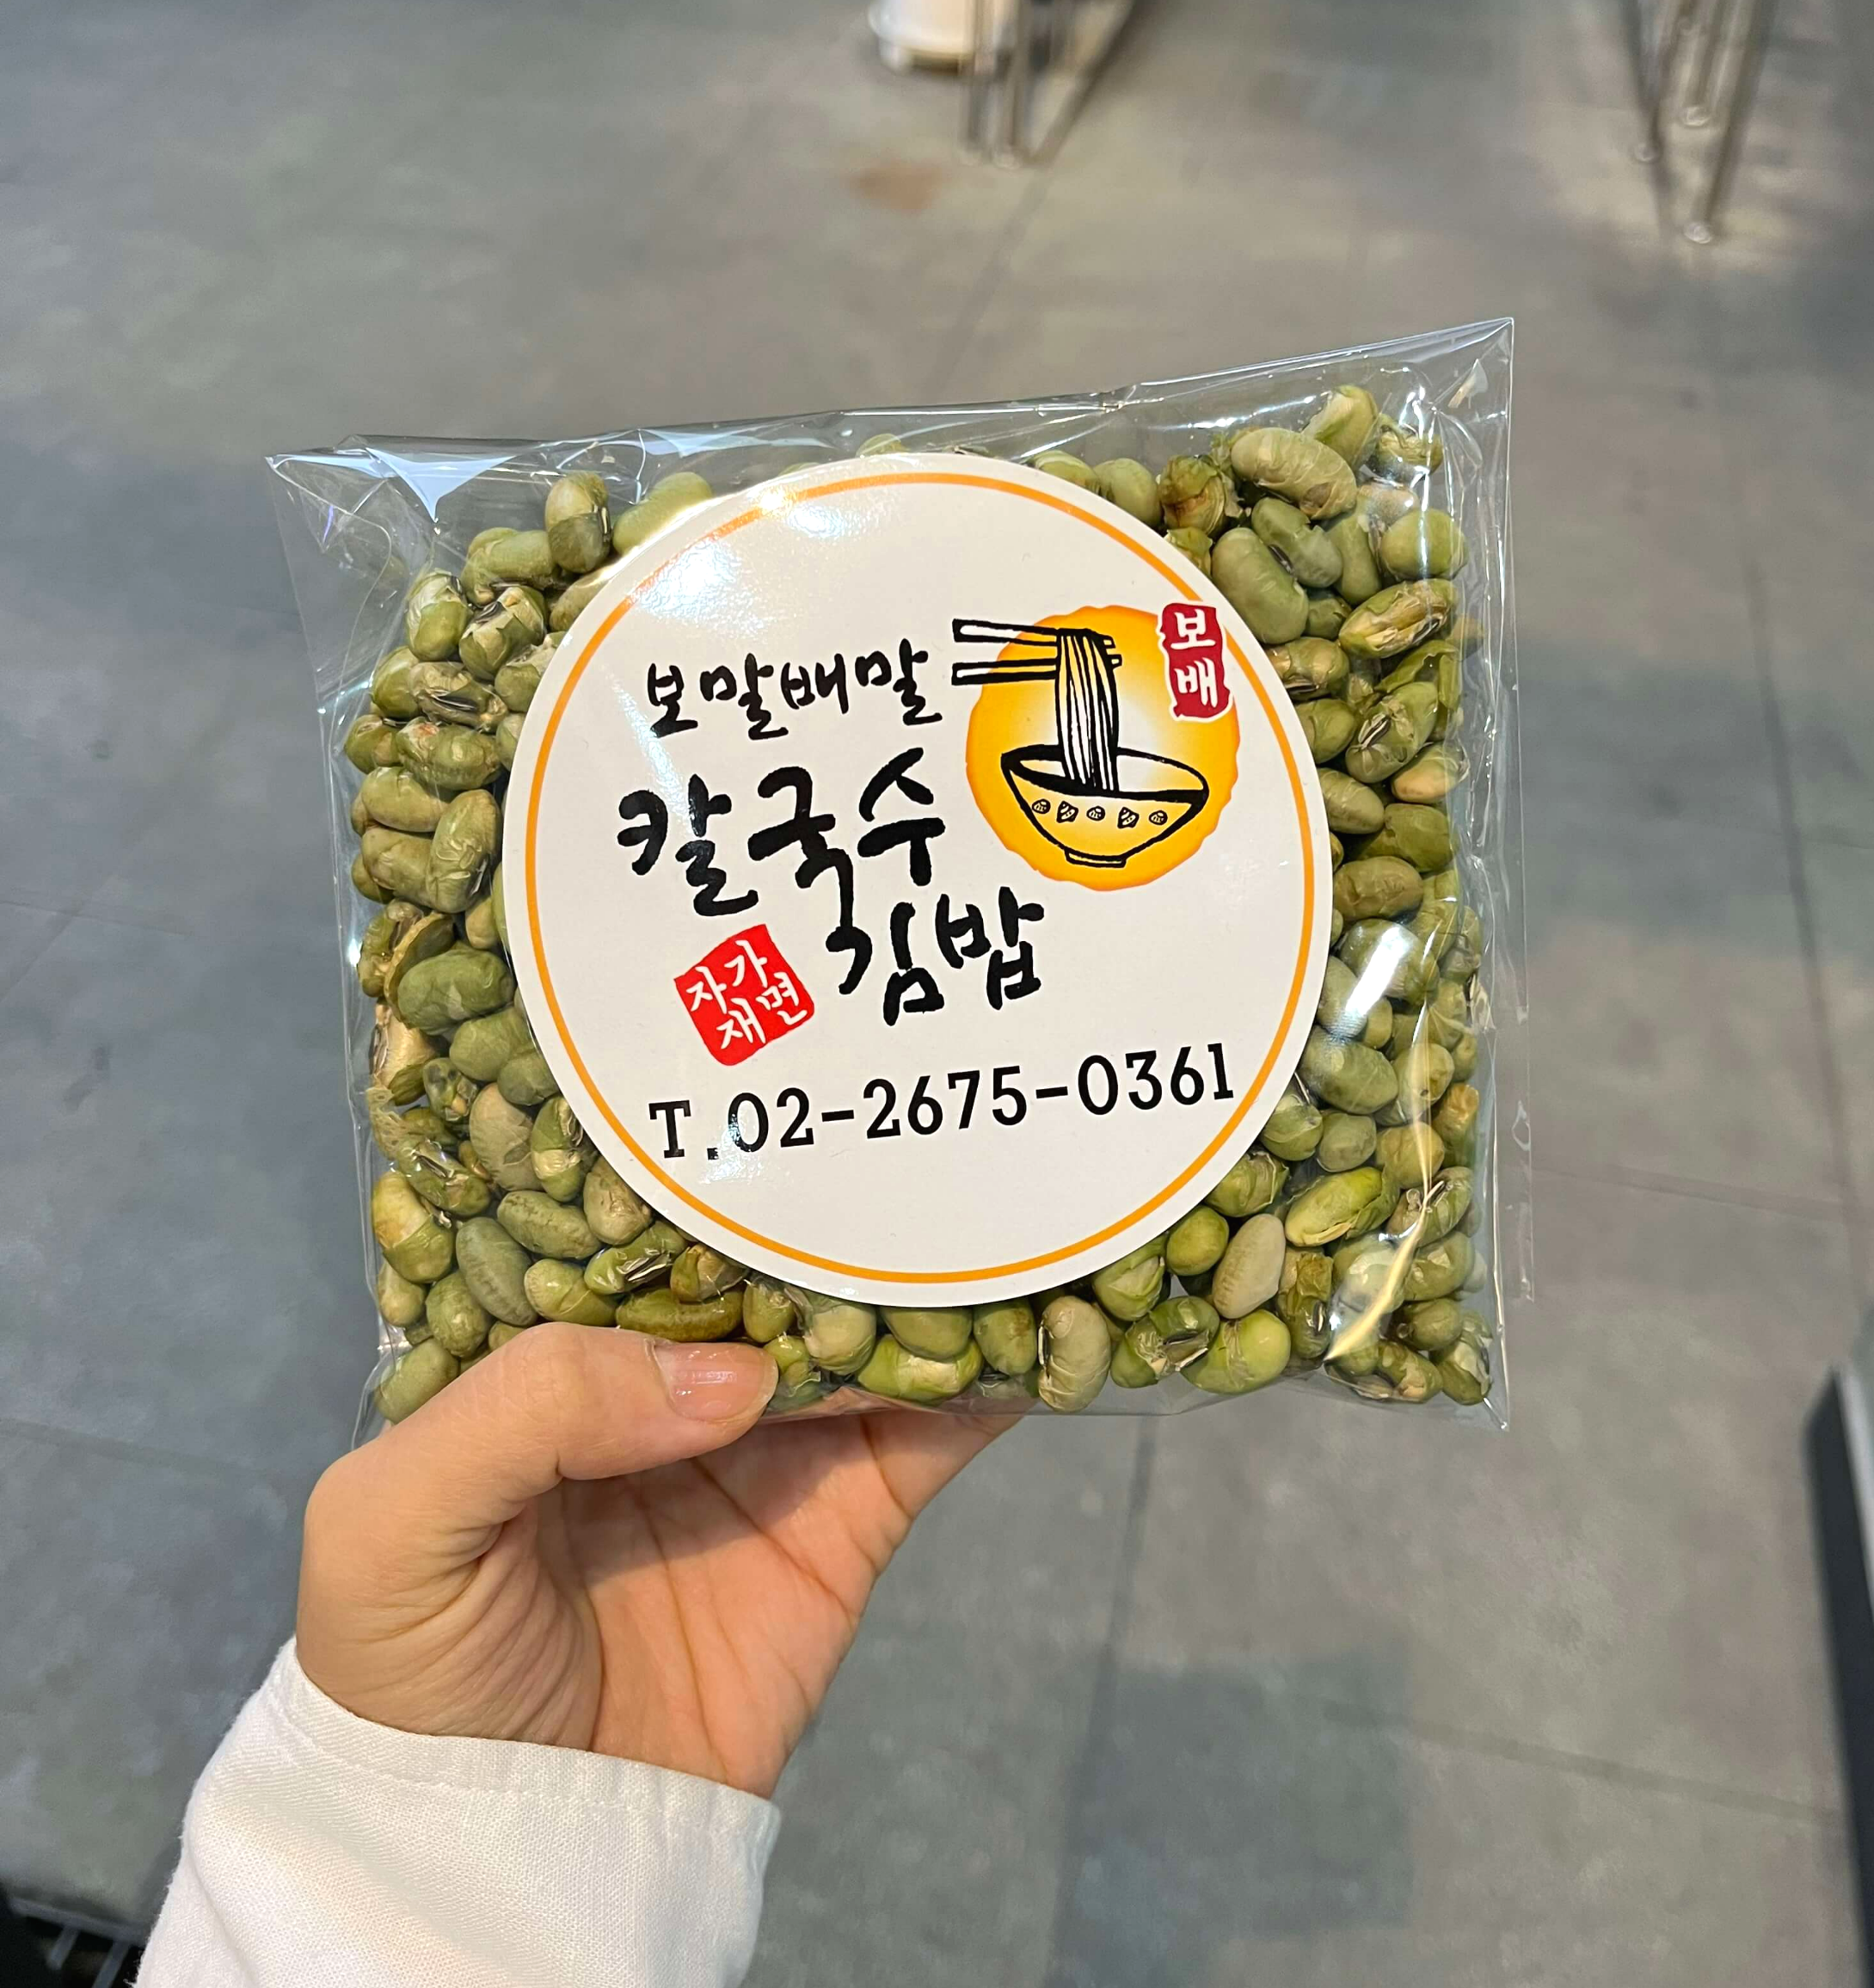 보말배말
칼국수
김밥
보배
자가
재면
T.02-2675-0361